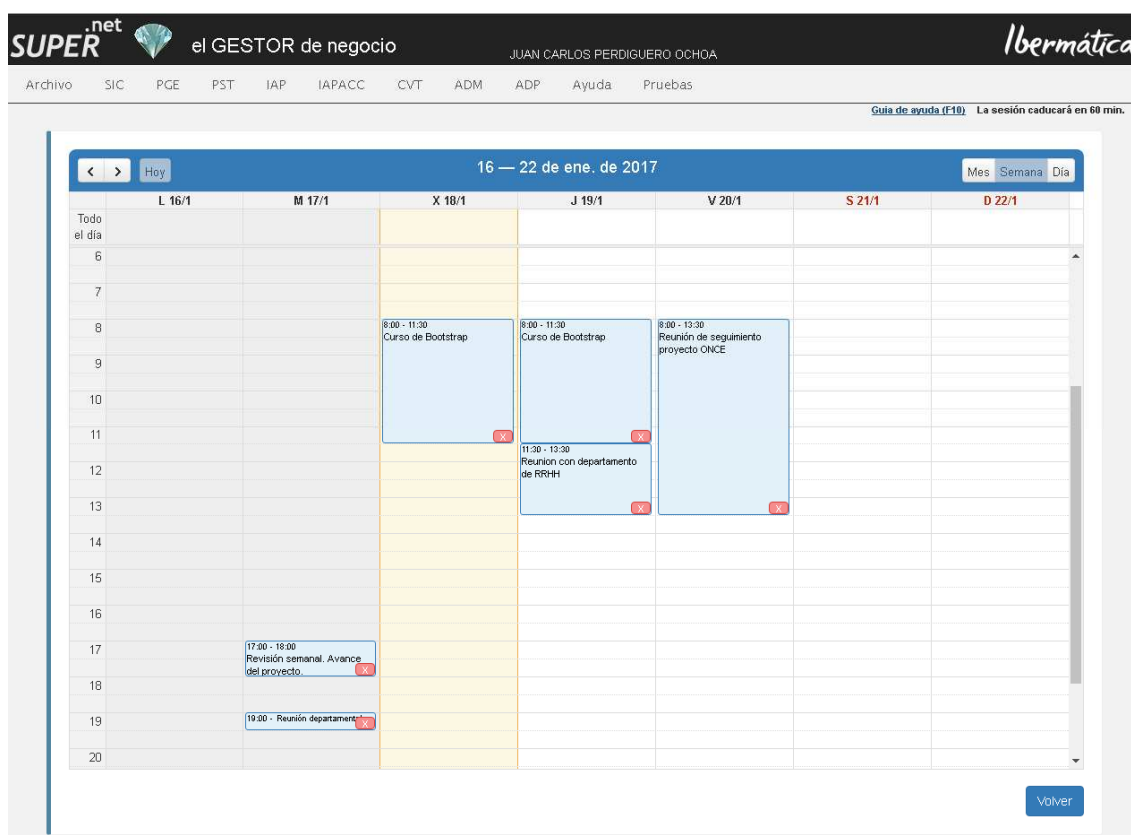 SUPER.net el GESTOR de negocio JUAN CARLOS PERDIGUERO OCHOA Ibermática
Archivo SIC PGE PST IAP IAPACC CVT ADM ADP Ayuda Pruebas
Guia de ayuda (F10) La sesión caducará en 60 min.
< > Hoy 16 — 22 de ene. de 2017 Mes Semana Día
L 16/1 M 17/1 X 18/1 J 19/1 V 20/1 S 21/1 D 22/1
Todo
el día
6
7
8
9
10
11
12
13
14
15
16
17
18
19
20
17:00 - 18:00
Revisión semanal. Avance
del proyecto.
X
19:00 - Reunión
X
8:00 - 11:30
Curso de Bootstrap
X
8:00 - 11:30
Curso de Bootstrap
X
11:30 - 13:30
Reunion con departamento
de RRHH
X
8:00 - 13:30
Reunión de seguimiento
proyecto ONCE
X
Volver